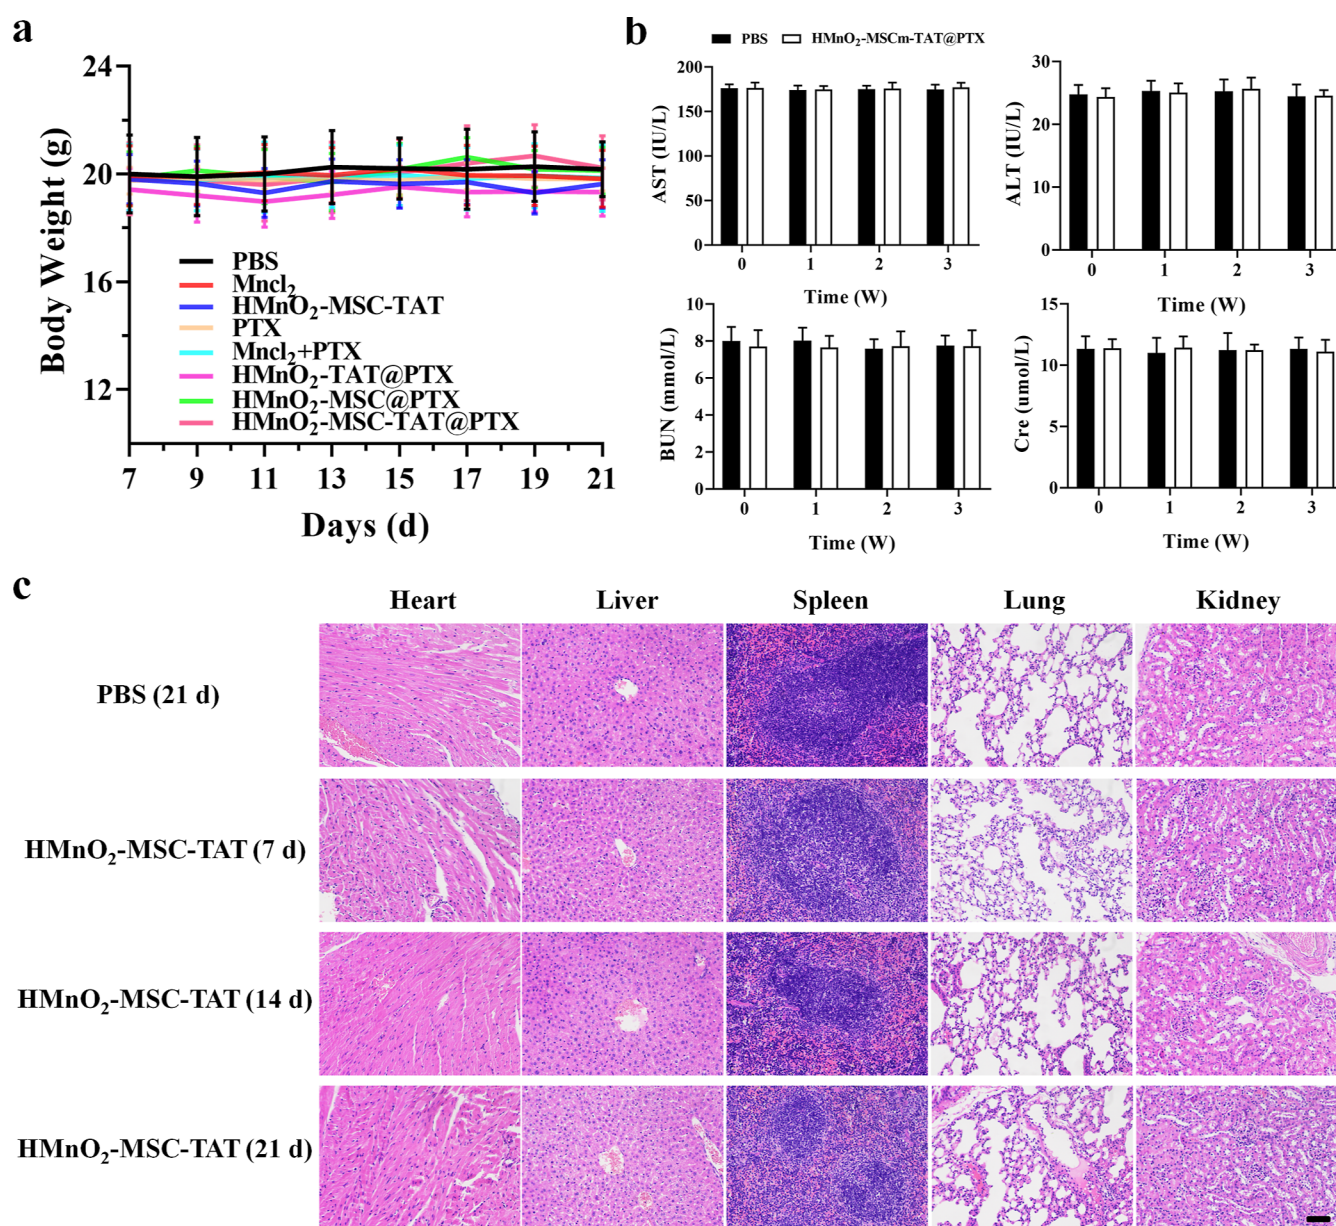 a
24
20
16
12
Body Weight (g)
PBS
Mncl₂
HMnO₂-MSC-TAT
PTX
Mncl₂+PTX
HMnO₂-TAT@PTX
HMnO₂-MSC@PTX
HMnO₂-MSC-TAT@PTX
7 9 11 13 15 17 19 21
Days (d)
b
PBS HMnO₂-MSCm-TAT@PTX
200
150
100
50
0
AST (IU/L)
0 1 2 3
Time (W)
30
20
10
0
ALT (IU/L)
0 1 2 3
Time (W)
10
8
6
4
2
0
BUN (mmol/L)
0 1 2 3
Time (W)
15
10
5
0
Cre (umol/L)
0 1 2 3
Time (W)
c
Heart Liver Spleen Lung Kidney
PBS (21 d)
HMnO₂-MSC-TAT (7 d)
HMnO₂-MSC-TAT (14 d)
HMnO₂-MSC-TAT (21 d)